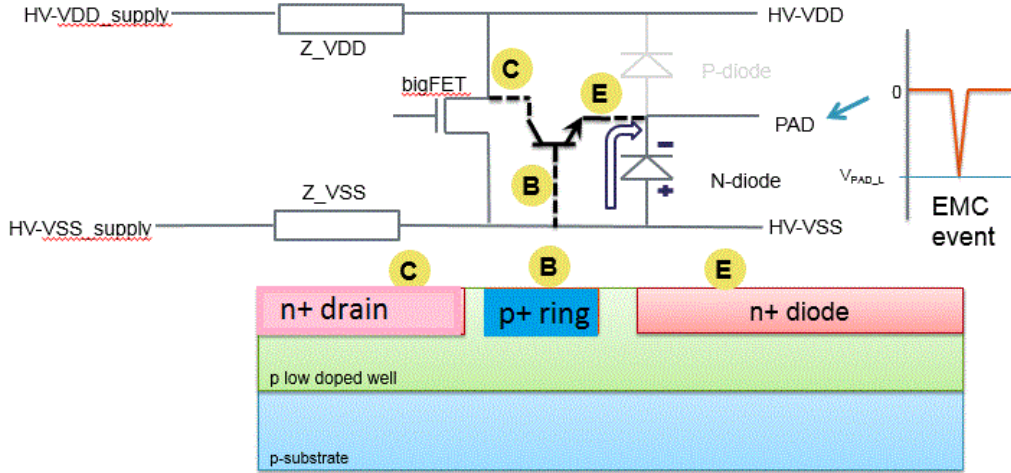 HV-VDD_supply
HV-VDD
Z_VDD
P-diode
C
bigFET
E
0
PAD
B
-
+
N-diode
V_PAD_L
Z_VSS
HV-VSS_supply
HV-VSS
EMC
event
C
B
E
n+ drain
p+ ring
n+ diode
p low doped well
p-substrate